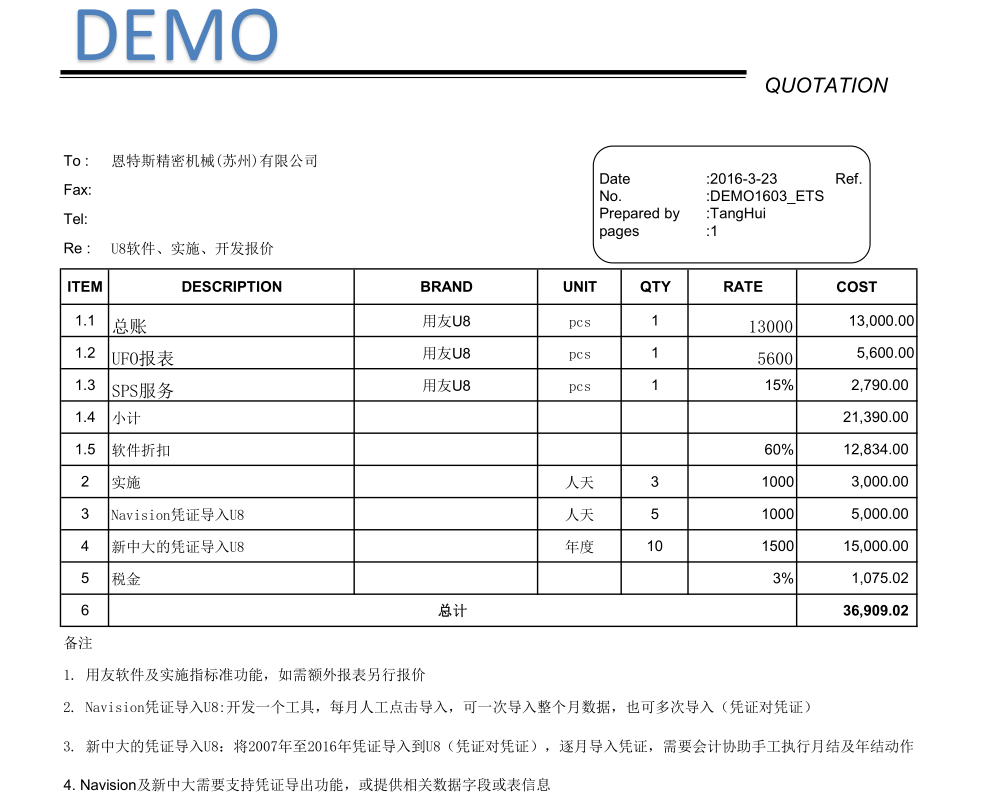 DEMO
QUOTATION
To : 恩特斯精密机械(苏州)有限公司
Fax:
Tel:
Re : U8软件、实施、开发报价
Date :2016-3-23 Ref.
No. :DEMO1603_ETS
Prepared by :TangHui
pages :1
ITEM DESCRIPTION BRAND UNIT QTY RATE COST
1.1 总账 用友U8 pcs 1 13000 13,000.00
1.2 UFO报表 用友U8 pcs 1 5600 5,600.00
1.3 SPS服务 用友U8 pcs 1 15% 2,790.00
1.4 小计 21,390.00
1.5 软件折扣 60% 12,834.00
2 实施 人天 3 1000 3,000.00
3 Navision凭证导入U8 人天 5 1000 5,000.00
4 新中大的凭证导入U8 年度 10 1500 15,000.00
5 税金 3% 1,075.02
6 总计 36,909.02
备注
1. 用友软件及实施指标准功能，如需额外报表另行报价
2. Navision凭证导入U8:开发一个工具，每月人工点击导入，可一次导入整个月数据，也可多次导入（凭证对凭证）
3. 新中大的凭证导入U8：将2007年至2016年凭证导入到U8（凭证对凭证）,逐月导入凭证，需要会计协助手工执行月结及年结动作
4. Navision及新中大需要支持凭证导出功能，或提供相关数据字段或表信息